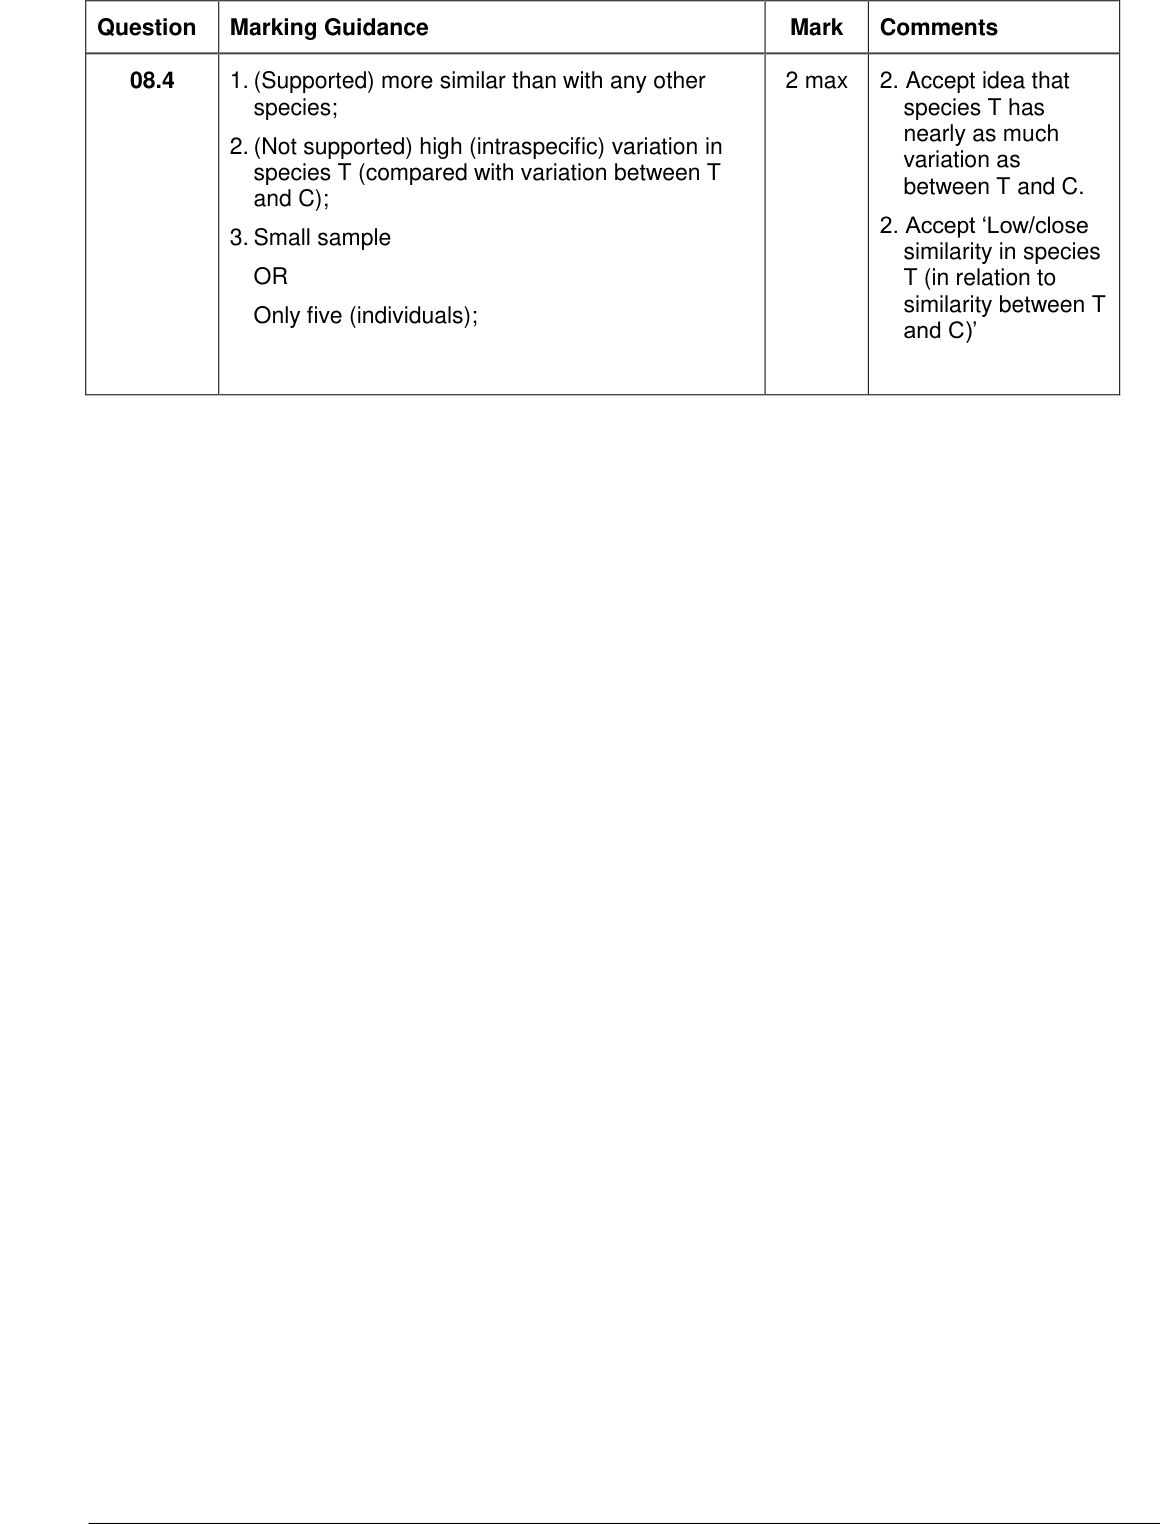 Question Marking Guidance Mark Comments
08.4
1. (Supported) more similar than with any other
species;
2. (Not supported) high (intraspecific) variation in
species T (compared with variation between T
and C);
3. Small sample
OR
Only five (individuals);
2 max
2. Accept idea that
species T has
nearly as much
variation as
between T and C.
2. Accept ‘Low/close
similarity in species
T (in relation to
similarity between T
and C)’